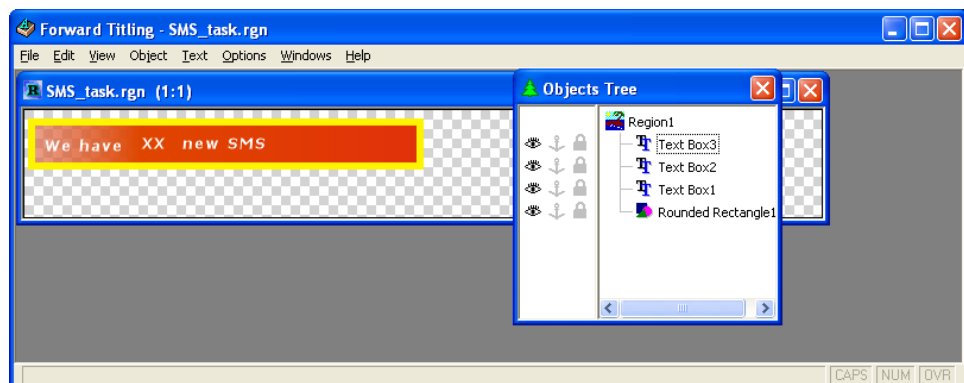 Forward Titling - SMS_task.rgn
File Edit View Object Text Options Windows Help
SMS_task.rgn (1:1)
We have XX new SMS
Objects Tree
Region1
Text Box3
Text Box2
Text Box1
Rounded Rectangle1
CAPS NUM OVR